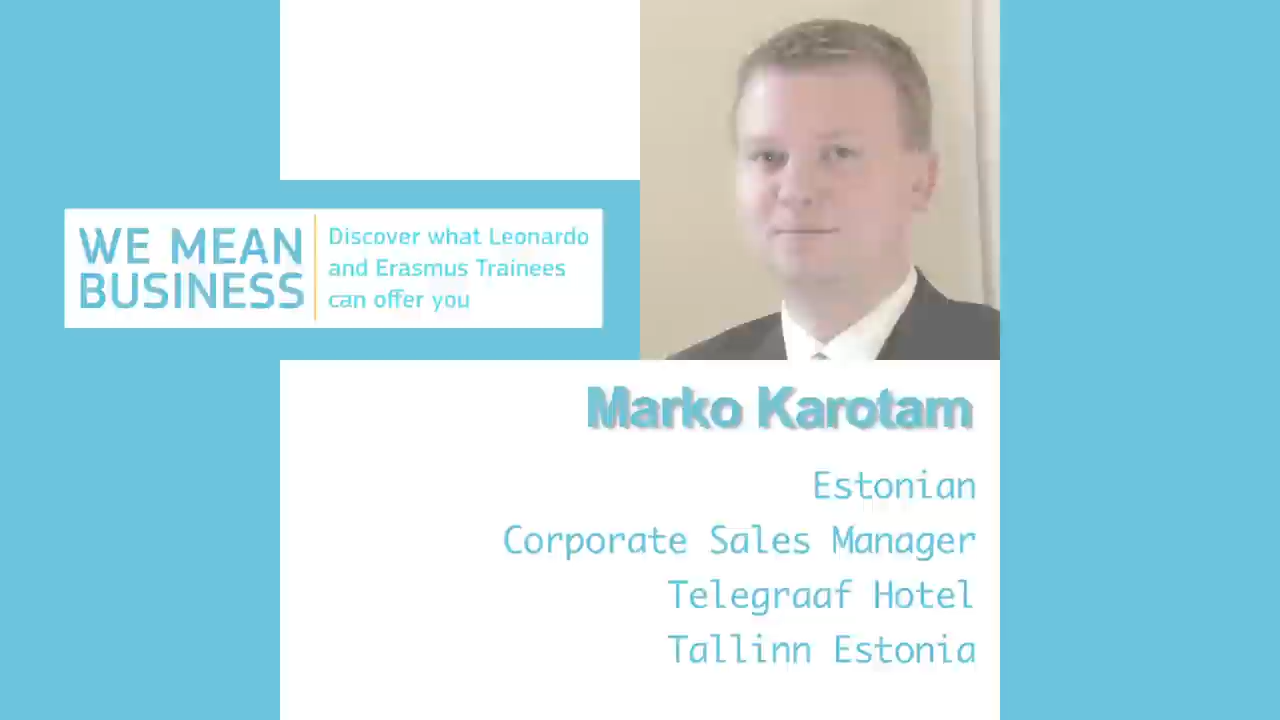 WE MEAN
BUSINESS
Discover what Leonardo
and Erasmus Trainees
can offer you
Marko Karotam
Estonian
Corporate Sales Manager
Telegraaf Hotel
Tallinn Estonia